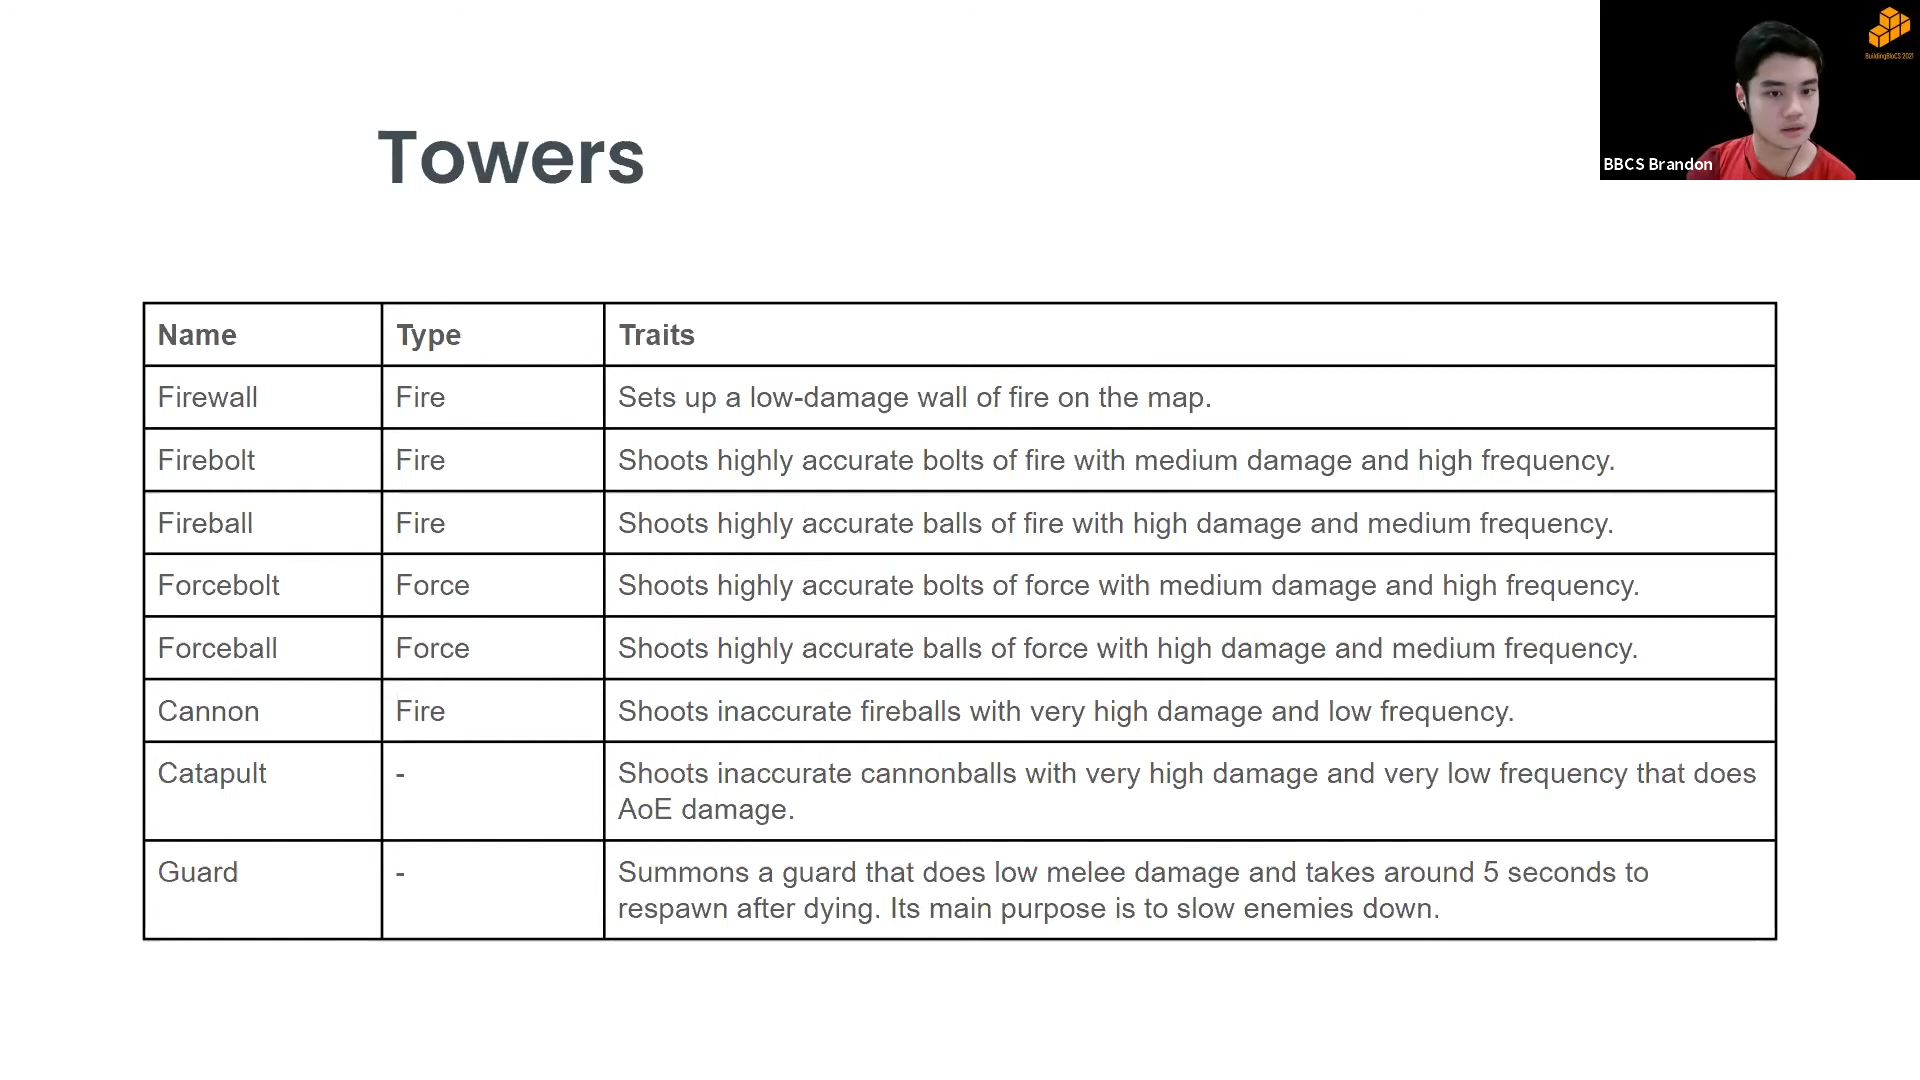 BuildingBloCS 2021
BBCS Brandon
Towers
Name Type Traits
Firewall Fire Sets up a low-damage wall of fire on the map.
Firebolt Fire Shoots highly accurate bolts of fire with medium damage and high frequency.
Fireball Fire Shoots highly accurate balls of fire with high damage and medium frequency.
Forcebolt Force Shoots highly accurate bolts of force with medium damage and high frequency.
Forceball Force Shoots highly accurate balls of force with high damage and medium frequency.
Cannon Fire Shoots inaccurate fireballs with very high damage and low frequency.
Catapult - Shoots inaccurate cannonballs with very high damage and very low frequency that does
AoE damage.
Guard - Summons a guard that does low melee damage and takes around 5 seconds to
respawn after dying. Its main purpose is to slow enemies down.